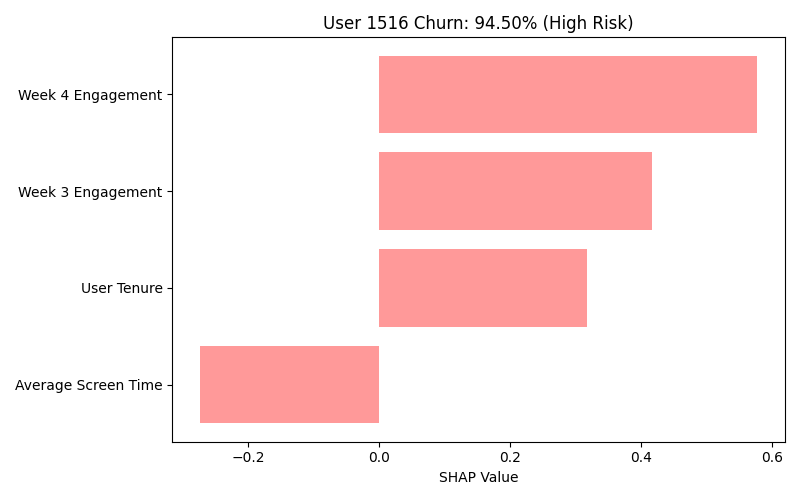 User 1516 Churn: 94.50% (High Risk)
Week 4 Engagement
Week 3 Engagement
User Tenure
Average Screen Time
−0.2 0.0 0.2 0.4 0.6
SHAP Value